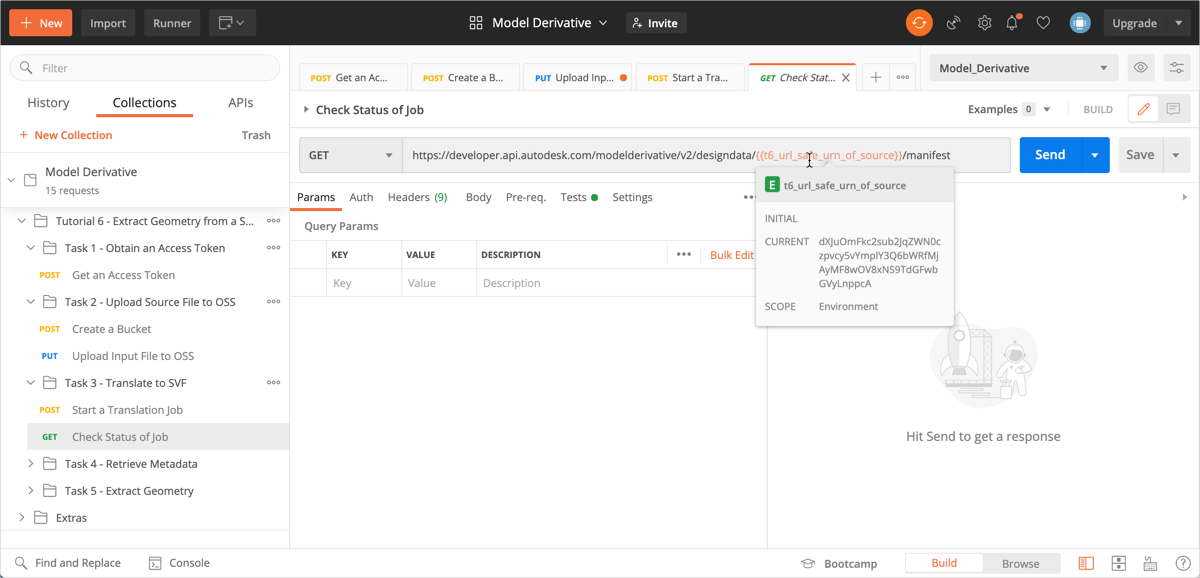 New
Import
Runner
Model Derivative
Invite
Upgrade
Filter
History
Collections
APIs
New Collection
Trash
Model Derivative
15 requests
Tutorial 6 - Extract Geometry from a S...
Task 1 - Obtain an Access Token
POST Get an Access Token
Task 2 - Upload Source File to OSS
POST Create a Bucket
PUT Upload Input File to OSS
Task 3 - Translate to SVF
POST Start a Translation Job
GET Check Status of Job
Task 4 - Retrieve Metadata
Task 5 - Extract Geometry
Extras
POST Get an Ac...
POST Create a B...
PUT Upload Inp...
POST Start a Tra...
GET Check Stat...
Model_Derivative
Check Status of Job
Examples 0
BUILD
GET
https://developer.api.autodesk.com/modelderivative/v2/designdata/{{t6_url_safe_urn_of_source}}/manifest
Send
Save
Params
Auth
Headers (9)
Body
Pre-req.
Tests
Settings
Query Params
KEY
VALUE
DESCRIPTION
Bulk Edit
Key
Value
Description
E t6_url_safe_urn_of_source
INITIAL
CURRENT
dXJuOmFkc2sub2JqZWN0c
zpvcy5vYmplY3Q6bWRfMj
AyMF8wOV8xNS9TdGFwb
GVyLnppcA
SCOPE Environment
Hit Send to get a response
Find and Replace
Console
Bootcamp
Build
Browse